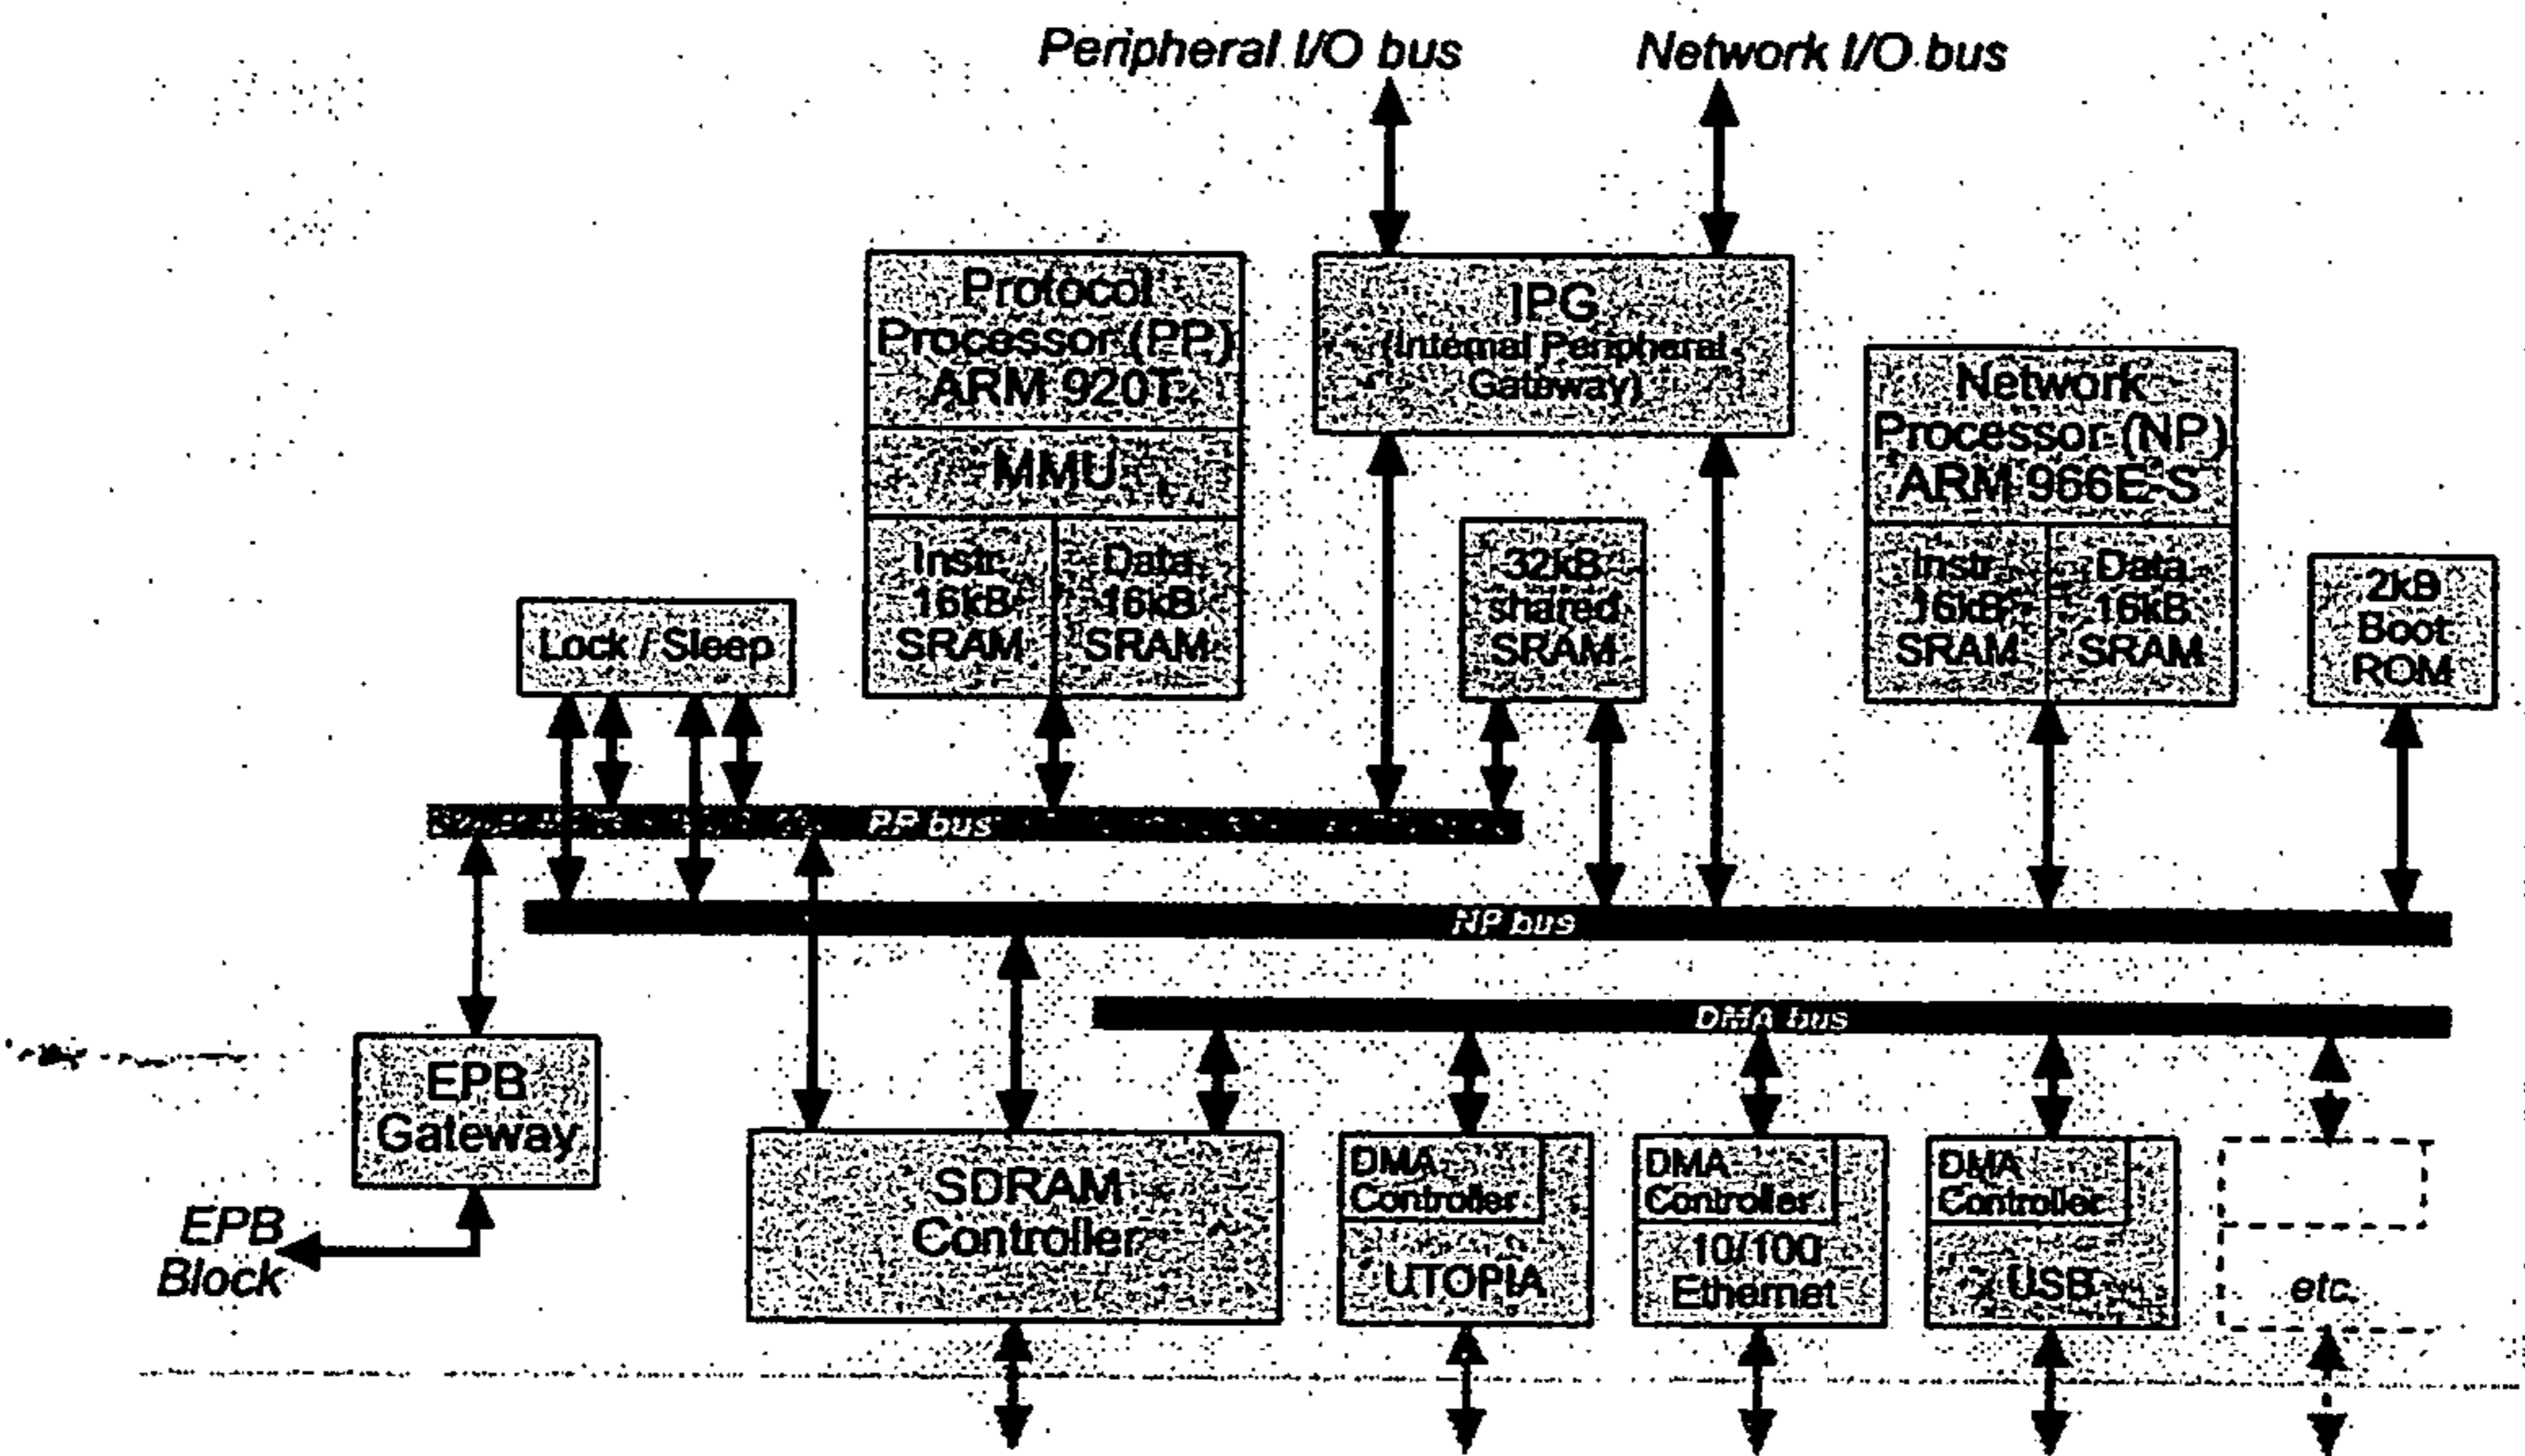 Peripheral I/O bus
Network I/O bus
Protocol
Processor (PP)
ARM 920T
MMU
Instr.
16kB
SRAM
Data
16kB
SRAM
IPG
(Internal Peripheral
Gateway)
32kB
shared
SRAM
Network
Processor (NP)
ARM 966E-S
Instr.
16kB
SRAM
Data
16kB
SRAM
2kB
Boot
ROM
Lock / Sleep
PP bus
NP bus
DMA bus
EPB
Gateway
EPB
Block
SDRAM
Controller
DMA
Controller
UTOPIA
DMA
Controller
10/100
Ethernet
DMA
Controller
USB
etc.